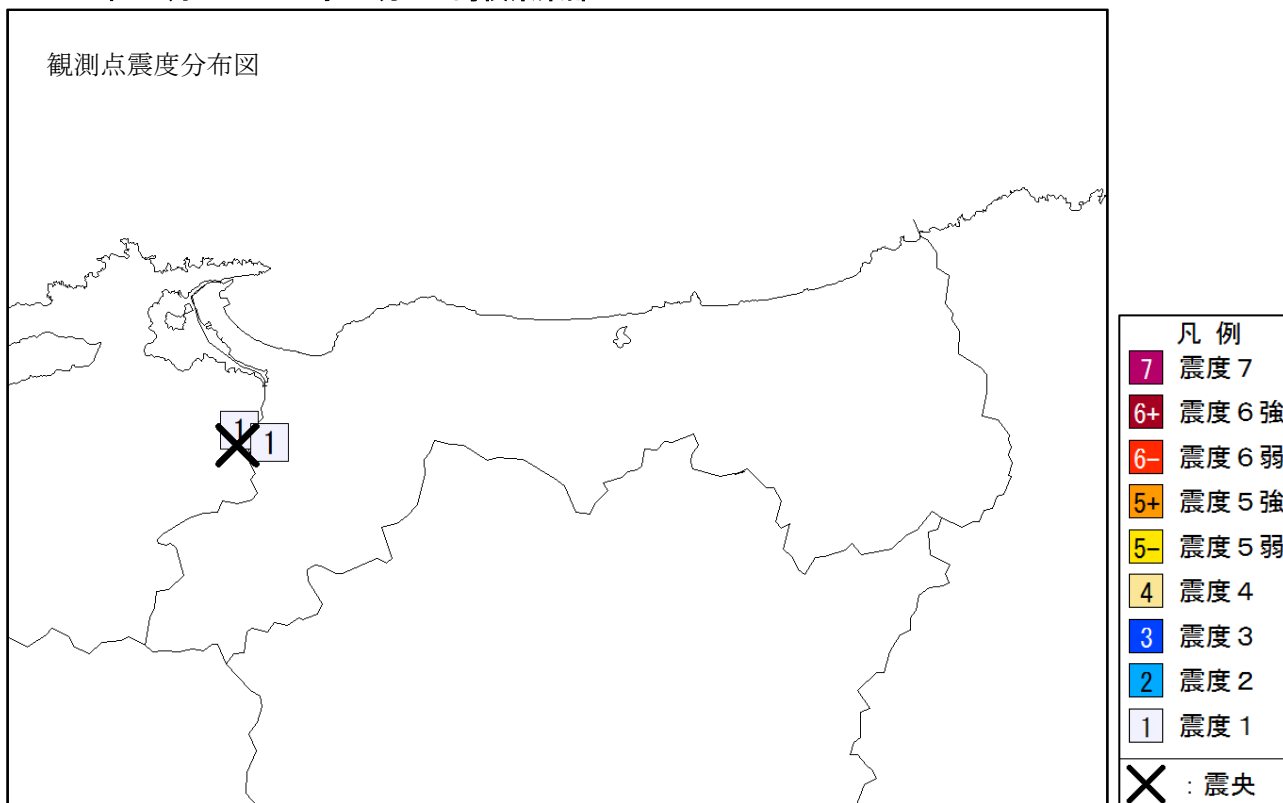 観測点震度分布図
1
1
凡 例
7 震度７
6+ 震度６強
6− 震度６弱
5+ 震度５強
5− 震度５弱
4 震度４
3 震度３
2 震度２
1 震度１
：震央